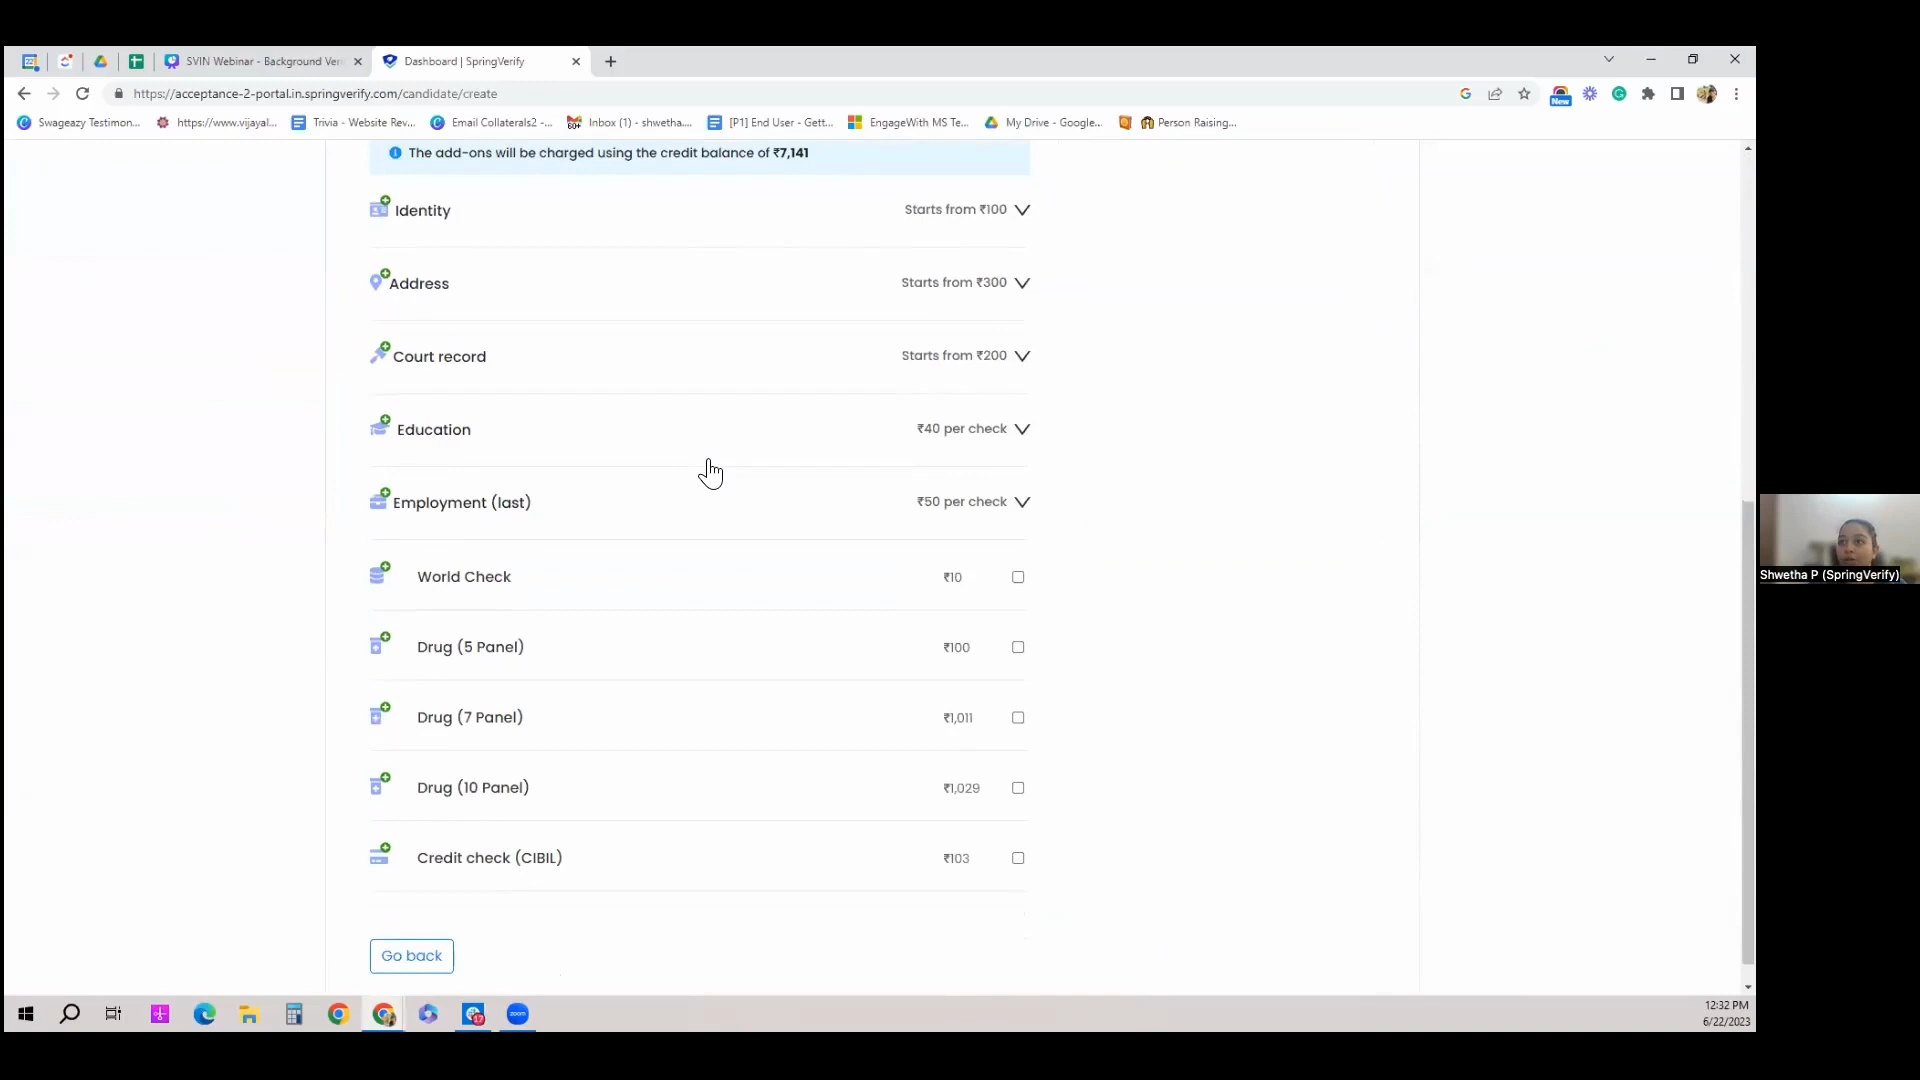 SVIN Webinar - Background Ver
Dashboard | SpringVerify
https://acceptance-2-portal.in.springverify.com/candidate/create
New
Swageazy Testimon...
https://www.vijayal...
Trivia - Website Rev...
Email Collaterals2 -...
Inbox (1) - shwetha....
[P1] End User - Gett...
EngageWith MS Te...
My Drive - Google...
Person Raising...
The add-ons will be charged using the credit balance of ₹7,141
Identity
Starts from ₹100
Address
Starts from ₹300
Court record
Starts from ₹200
Education
₹40 per check
Employment (last)
₹50 per check
World Check
₹10
Drug (5 Panel)
₹100
Drug (7 Panel)
₹1,011
Drug (10 Panel)
₹1,029
Credit check (CIBIL)
₹103
Go back
Shwetha P (SpringVerify)
17
zoom
12:32 PM
6/22/2023